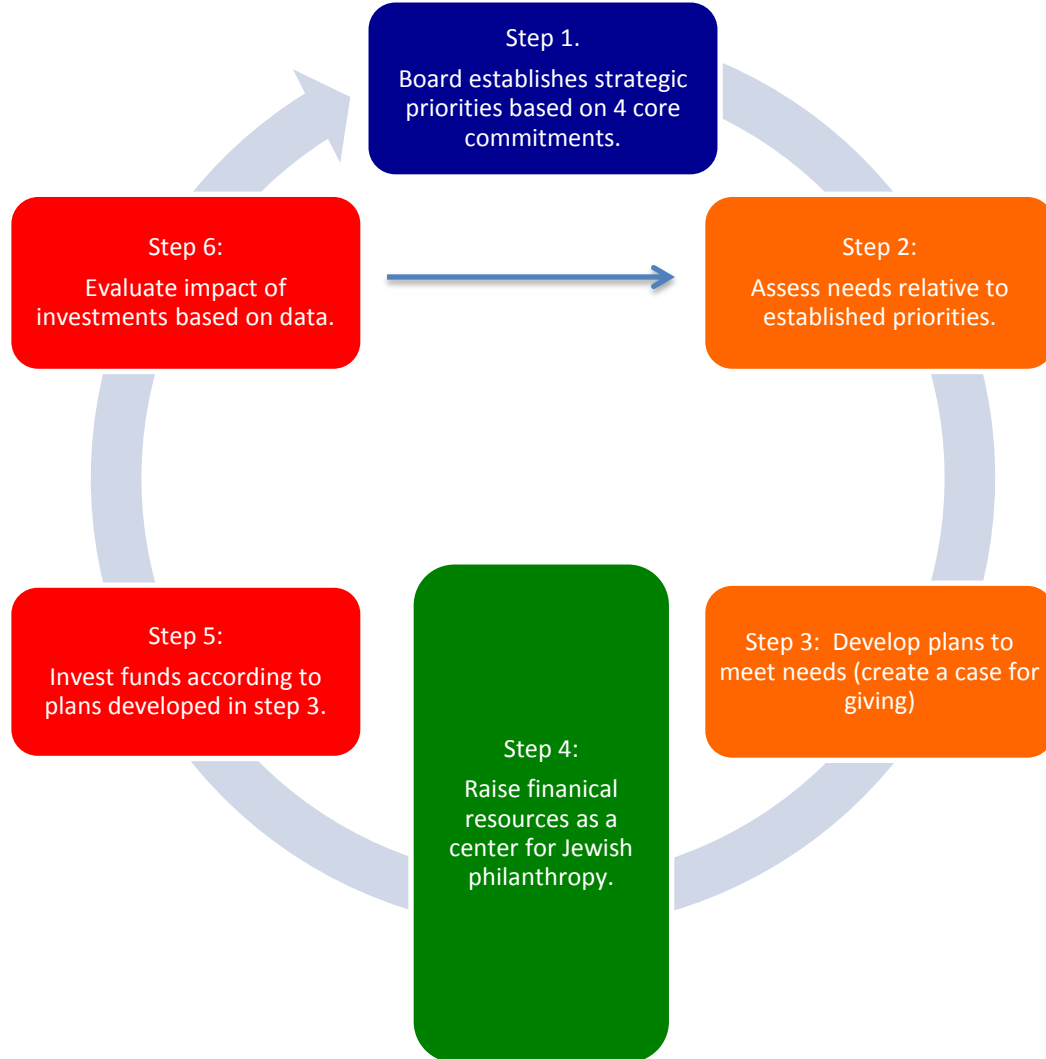 Step 1.
Board establishes strategic
priorities based on 4 core
commitments.
Step 2:
Assess needs relative to
established priorities.
Step 3:  Develop plans to
meet needs (create a case for
giving)
Step 4:
Raise finanical
resources as a
center for Jewish
philanthropy.
Step 5:
Invest funds according to
plans developed in step 3.
Step 6:
Evaluate impact of
investments based on data.